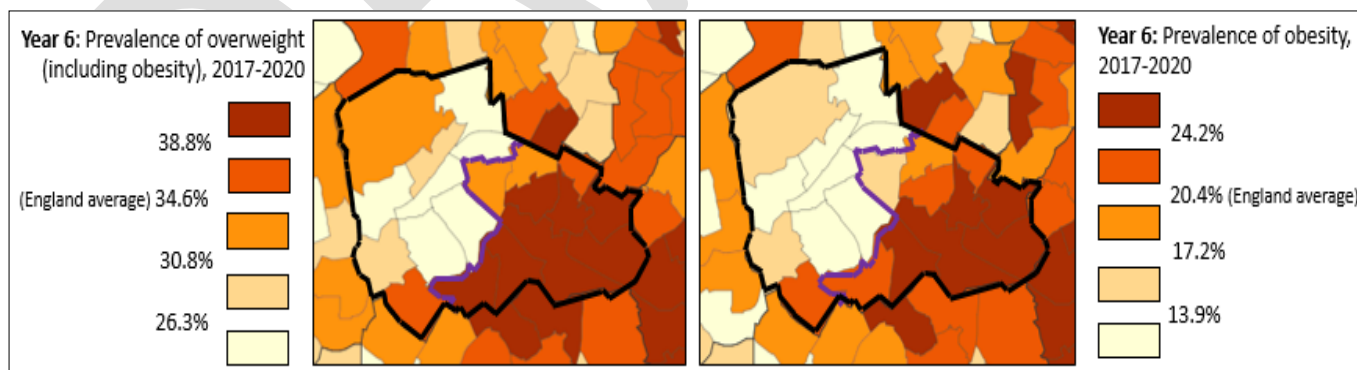 Year 6: Prevalence of overweight
(including obesity), 2017-2020
38.8%
(England average) 34.6%
30.8%
26.3%
Year 6: Prevalence of obesity,
2017-2020
24.2%
20.4% (England average)
17.2%
13.9%